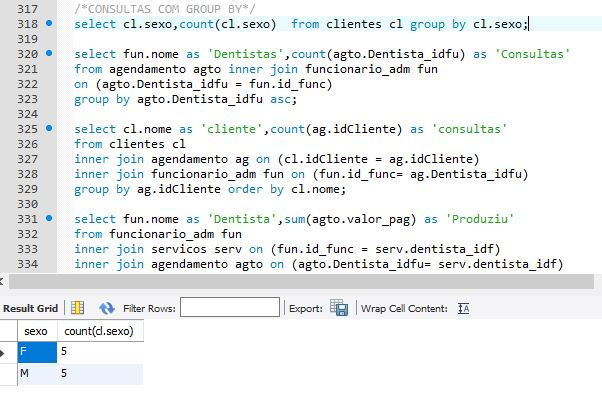 317 /*CONSULTAS COM GROUP BY*/
318 select cl.sexo,count(cl.sexo)  from clientes cl group by cl.sexo;
319
320 select fun.nome as 'Dentistas',count(agto.Dentista_idfu) as 'Consultas'
321 from agendamento agto inner join funcionario_adm fun
322 on (agto.Dentista_idfu = fun.id_func)
323 group by agto.Dentista_idfu asc;
324
325 select cl.nome as 'cliente',count(ag.idCliente) as 'consultas'
326 from clientes cl
327 inner join agendamento ag on (cl.idCliente = ag.idCliente)
328 inner join funcionario_adm fun on (fun.id_func= ag.Dentista_idfu)
329 group by ag.idCliente order by cl.nome;
330
331 select fun.nome as 'Dentista',sum(agto.valor_pag) as 'Produziu'
332 from funcionario_adm fun
333 inner join servicos serv on (fun.id_func = serv.dentista_idf)
334 inner join agendamento agto on (agto.Dentista_idfu= serv.dentista_idf)
Result Grid Filter Rows: Export: Wrap Cell Content:
sexo count(cl.sexo)
F 5
M 5